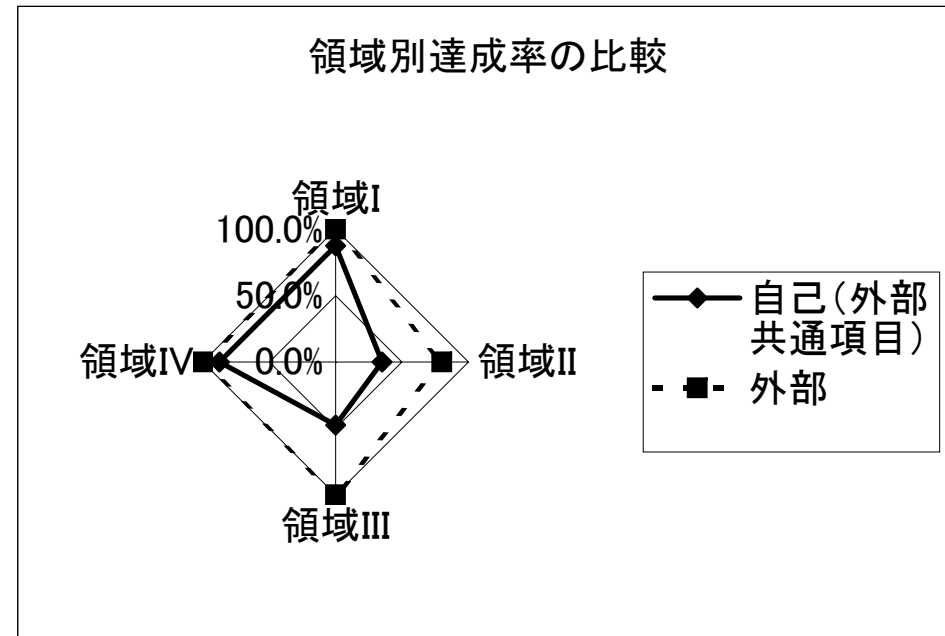 領域別達成率の比較
領域I
100.0%
50.0%
0.0%
領域IV
領域II
領域III
自己(外部
共通項目)
外部